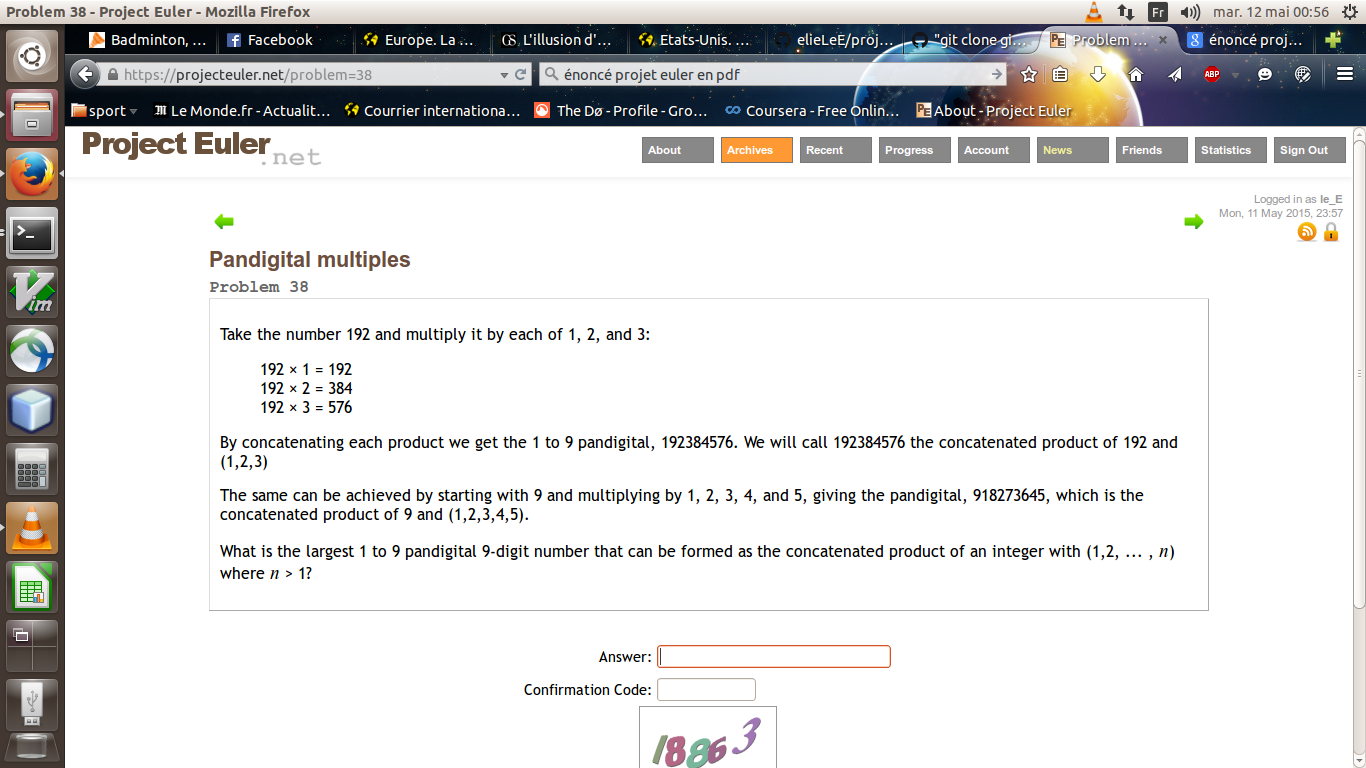 Problem 38 - Project Euler - Mozilla Firefox
Fr
mar. 12 mai 00:56
Badminton, ...
Facebook
Europe. La ...
L'illusion d'...
Etats-Unis. ...
elieLeE/proj...
"git clone gi...
Problem ...
énoncé proj...
https://projecteuler.net/problem=38
énoncé projet euler en pdf
ABP
sport
Le Monde.fr - Actualit...
Courrier internationa...
The Dø - Profile - Gro...
Coursera - Free Onlin...
About - Project Euler
Project Euler
.net
About
Archives
Recent
Progress
Account
News
Friends
Statistics
Sign Out
Logged in as le_E
Mon, 11 May 2015, 23:57
Pandigital multiples
Problem 38
Take the number 192 and multiply it by each of 1, 2, and 3:
192 × 1 = 192
192 × 2 = 384
192 × 3 = 576
By concatenating each product we get the 1 to 9 pandigital, 192384576. We will call 192384576 the concatenated product of 192 and
(1,2,3)
The same can be achieved by starting with 9 and multiplying by 1, 2, 3, 4, and 5, giving the pandigital, 918273645, which is the
concatenated product of 9 and (1,2,3,4,5).
What is the largest 1 to 9 pandigital 9-digit number that can be formed as the concatenated product of an integer with (1,2, ... , n)
where n > 1?
Answer:
Confirmation Code:
18863